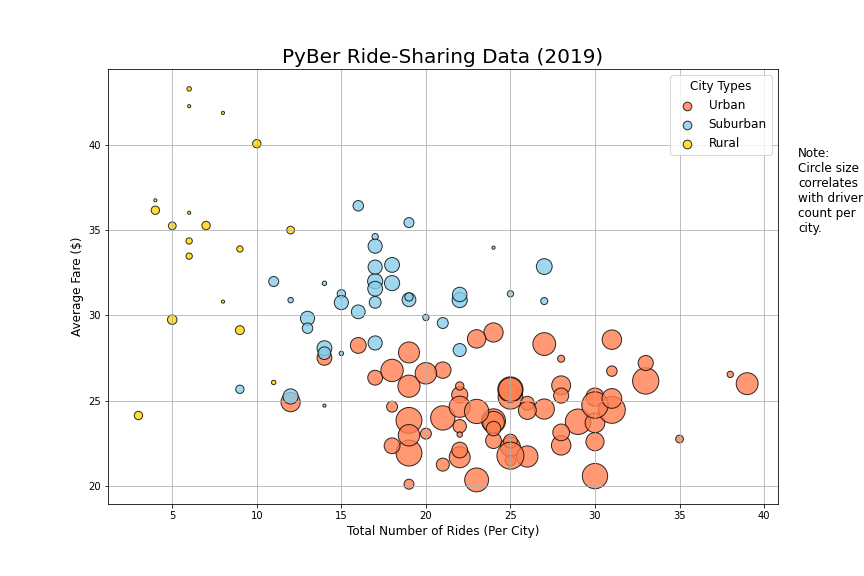 PyBer Ride-Sharing Data (2019)
City Types
Urban
Suburban
Rural
Note:
Circle size
correlates
with driver
count per
city.
Average Fare ($)
40
35
30
25
20
5 10 15 20 25 30 35 40
Total Number of Rides (Per City)